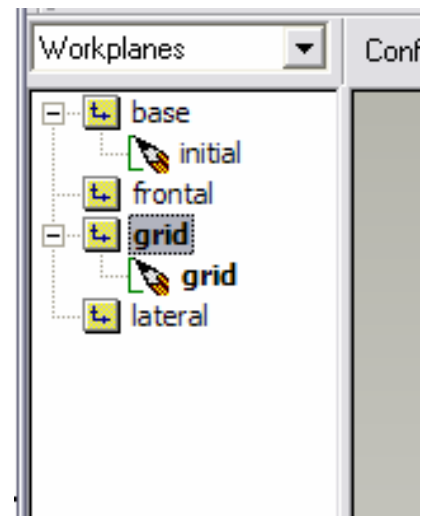 Workplanes Conf
base
initial
frontal
grid
grid
lateral